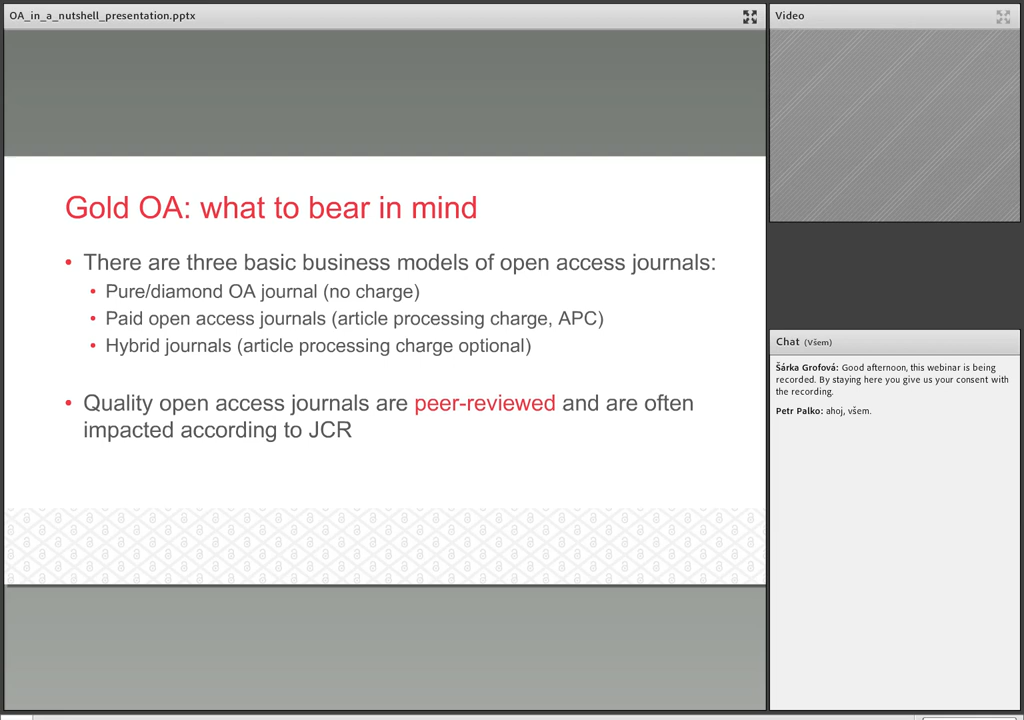 OA_in_a_nutshell_presentation.pptx
Gold OA: what to bear in mind
• There are three basic business models of open access journals:
• Pure/diamond OA journal (no charge)
• Paid open access journals (article processing charge, APC)
• Hybrid journals (article processing charge optional)
• Quality open access journals are peer-reviewed and are often
impacted according to JCR
Video
Chat (Všem)
Šárka Grofová: Good afternoon, this webinar is being
recorded. By staying here you give us your consent with
the recording.
Petr Palko: ahoj, všem.